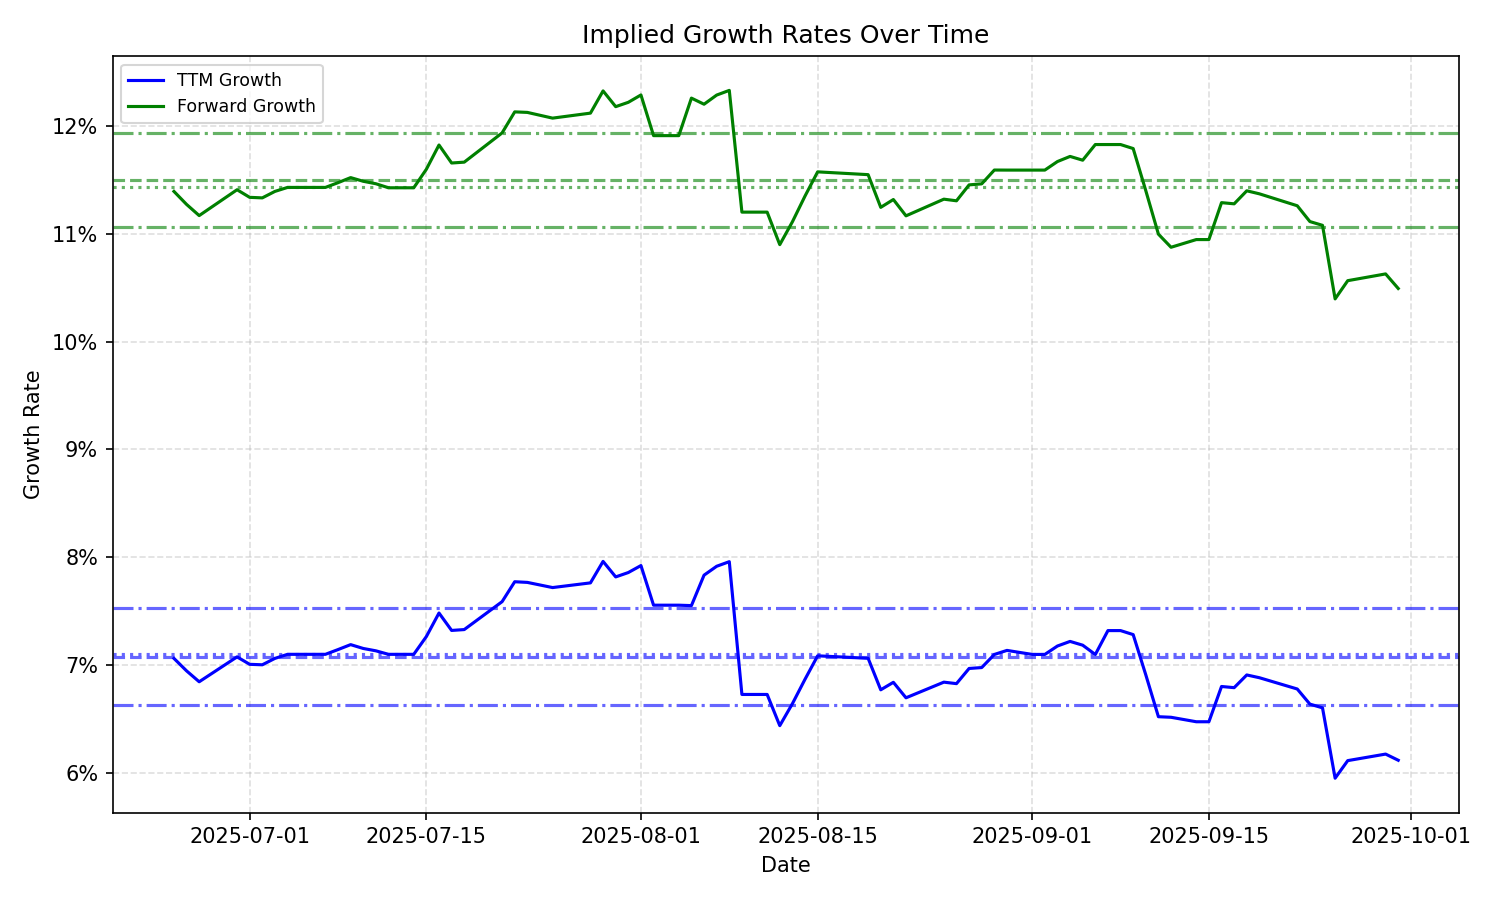 Implied Growth Rates Over Time
TTM Growth
Forward Growth
12%
11%
10%
9%
8%
7%
6%
Growth Rate
2025-07-01
2025-07-15
2025-08-01
2025-08-15
2025-09-01
2025-09-15
2025-10-01
Date